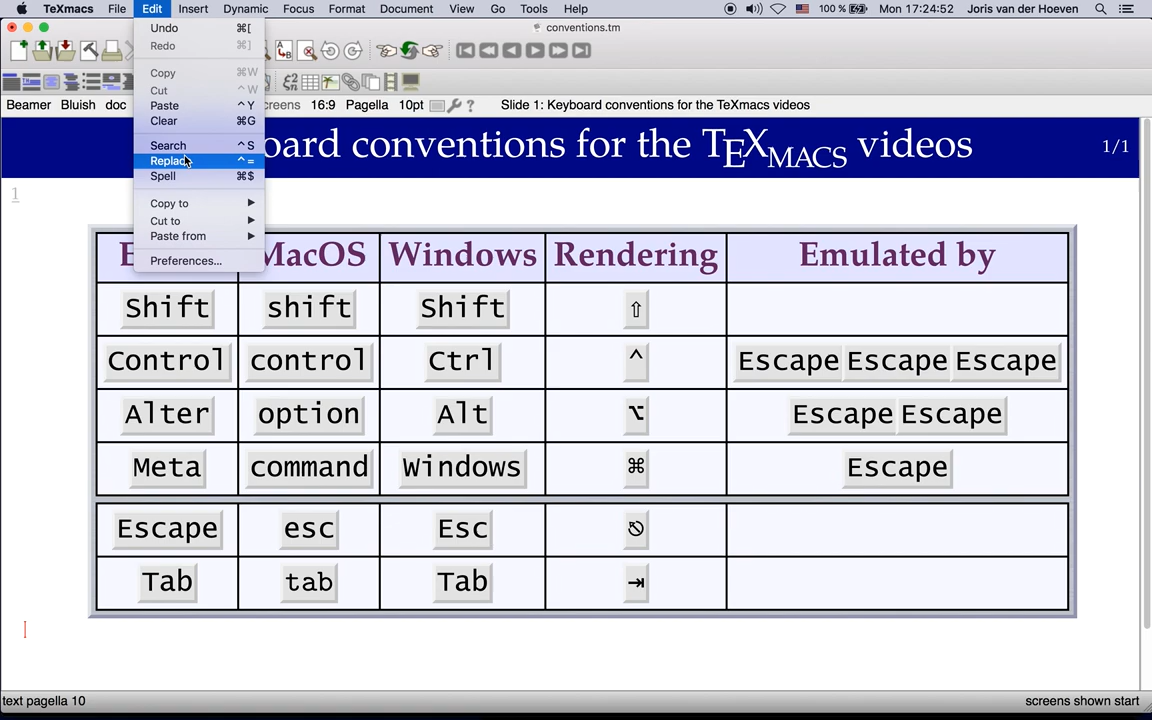 TeXmacs File Edit Insert Dynamic Focus Format Document View Go Tools Help 100 % Mon 17:24:52 Joris van der Hoeven
conventions.tm
Undo ⌘[
Redo ⌘]
Copy ⌘W
Cut ^W
Paste ^Y
Clear ⌘G
Search ^S
Replace ^=
Spell ⌘$
Copy to
Cut to
Paste from
Preferences...
Beamer Bluish doc screens 16:9 Pagella 10pt ? Slide 1: Keyboard conventions for the TeXmacs videos
oard conventions for the TEXMACS videos 1/1
1
E MacOS Windows Rendering Emulated by
Shift shift Shift ⇧
Control control Ctrl ^ Escape Escape Escape
Alter option Alt ⌥ Escape Escape
Meta command Windows ⌘ Escape
Escape esc Esc ⎋
Tab tab Tab ⇥
text pagella 10 screens shown start